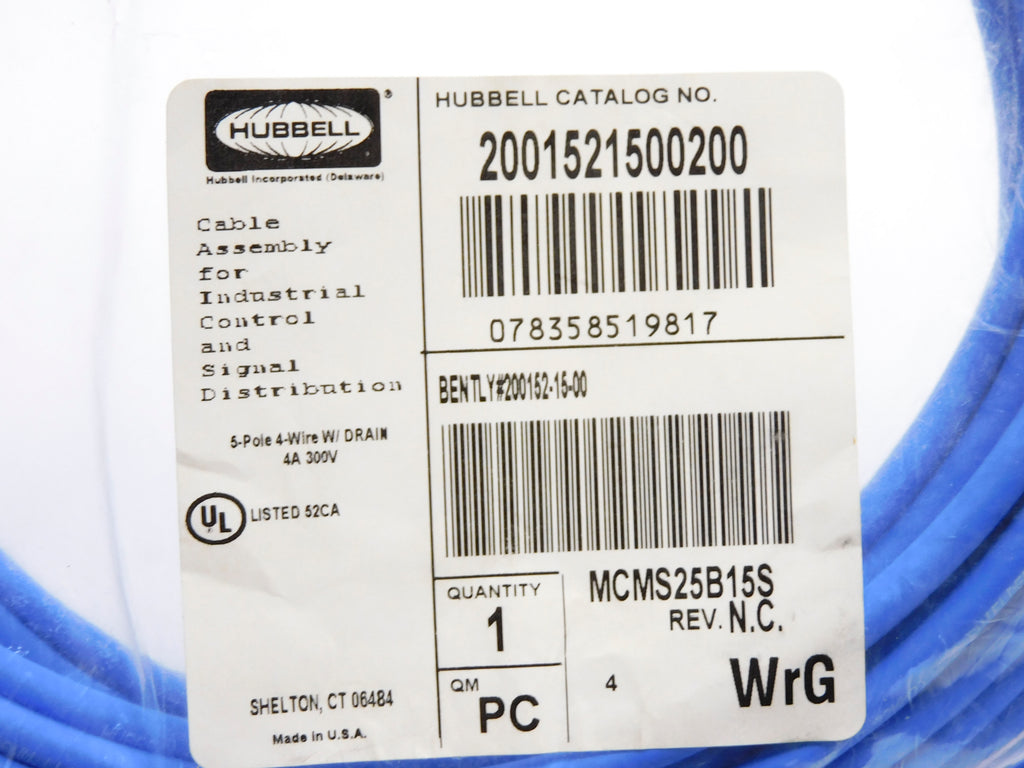 HUBBELL®
Hubbell Incorporated (Delaware)
Cable
Assembly
for
Industrial
Control
and
Signal
Distribution
5-Pole 4-Wire W/ DRAIN
4A 300V
UL LISTED 52CA
SHELTON, CT 06484
Made in U.S.A.
HUBBELL CATALOG NO.
2001521500200
078358519817
BENTLY#200152-15-00
QUANTITY
1
QM
PC
MCMS25B15S
REV. N.C.
4
WrG